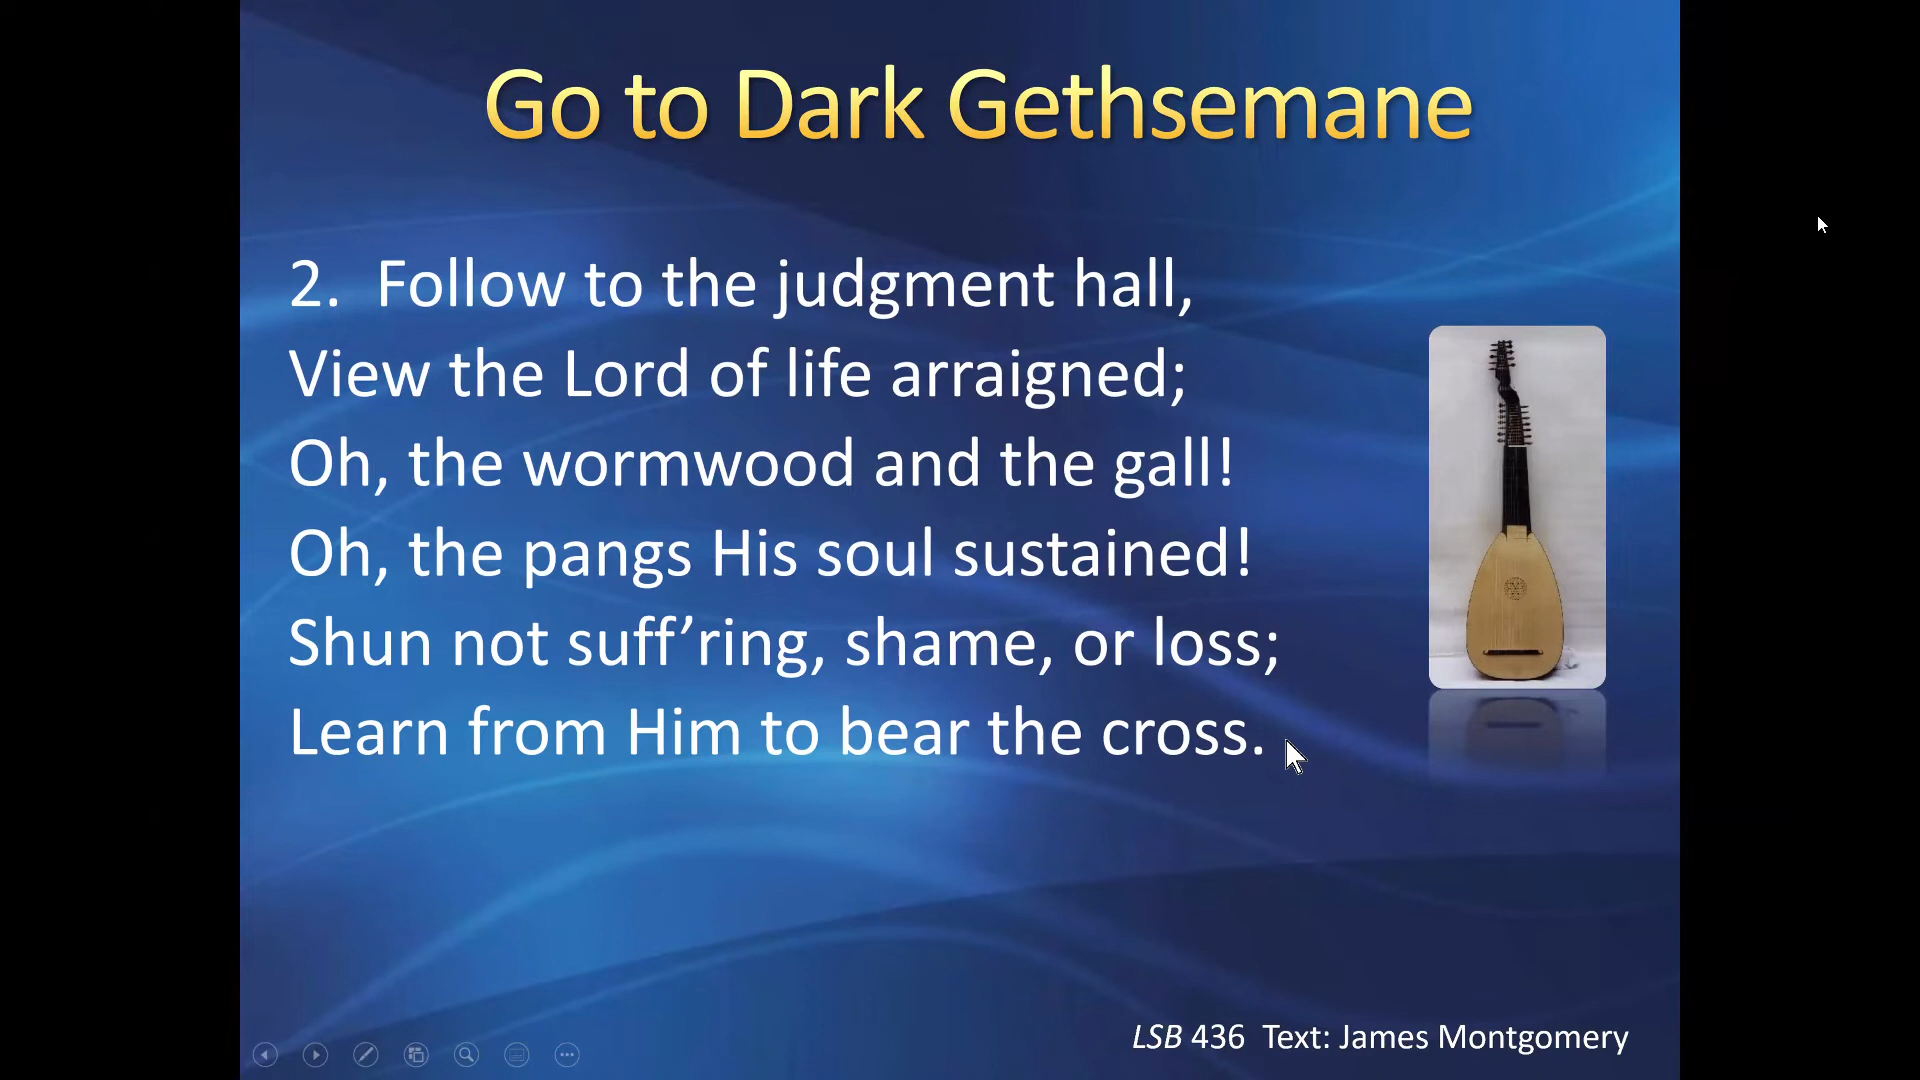 Go to Dark Gethsemane
2. Follow to the judgment hall,
View the Lord of life arraigned;
Oh, the wormwood and the gall!
Oh, the pangs His soul sustained!
Shun not suff’ring, shame, or loss;
Learn from Him to bear the cross.
LSB 436 Text: James Montgomery